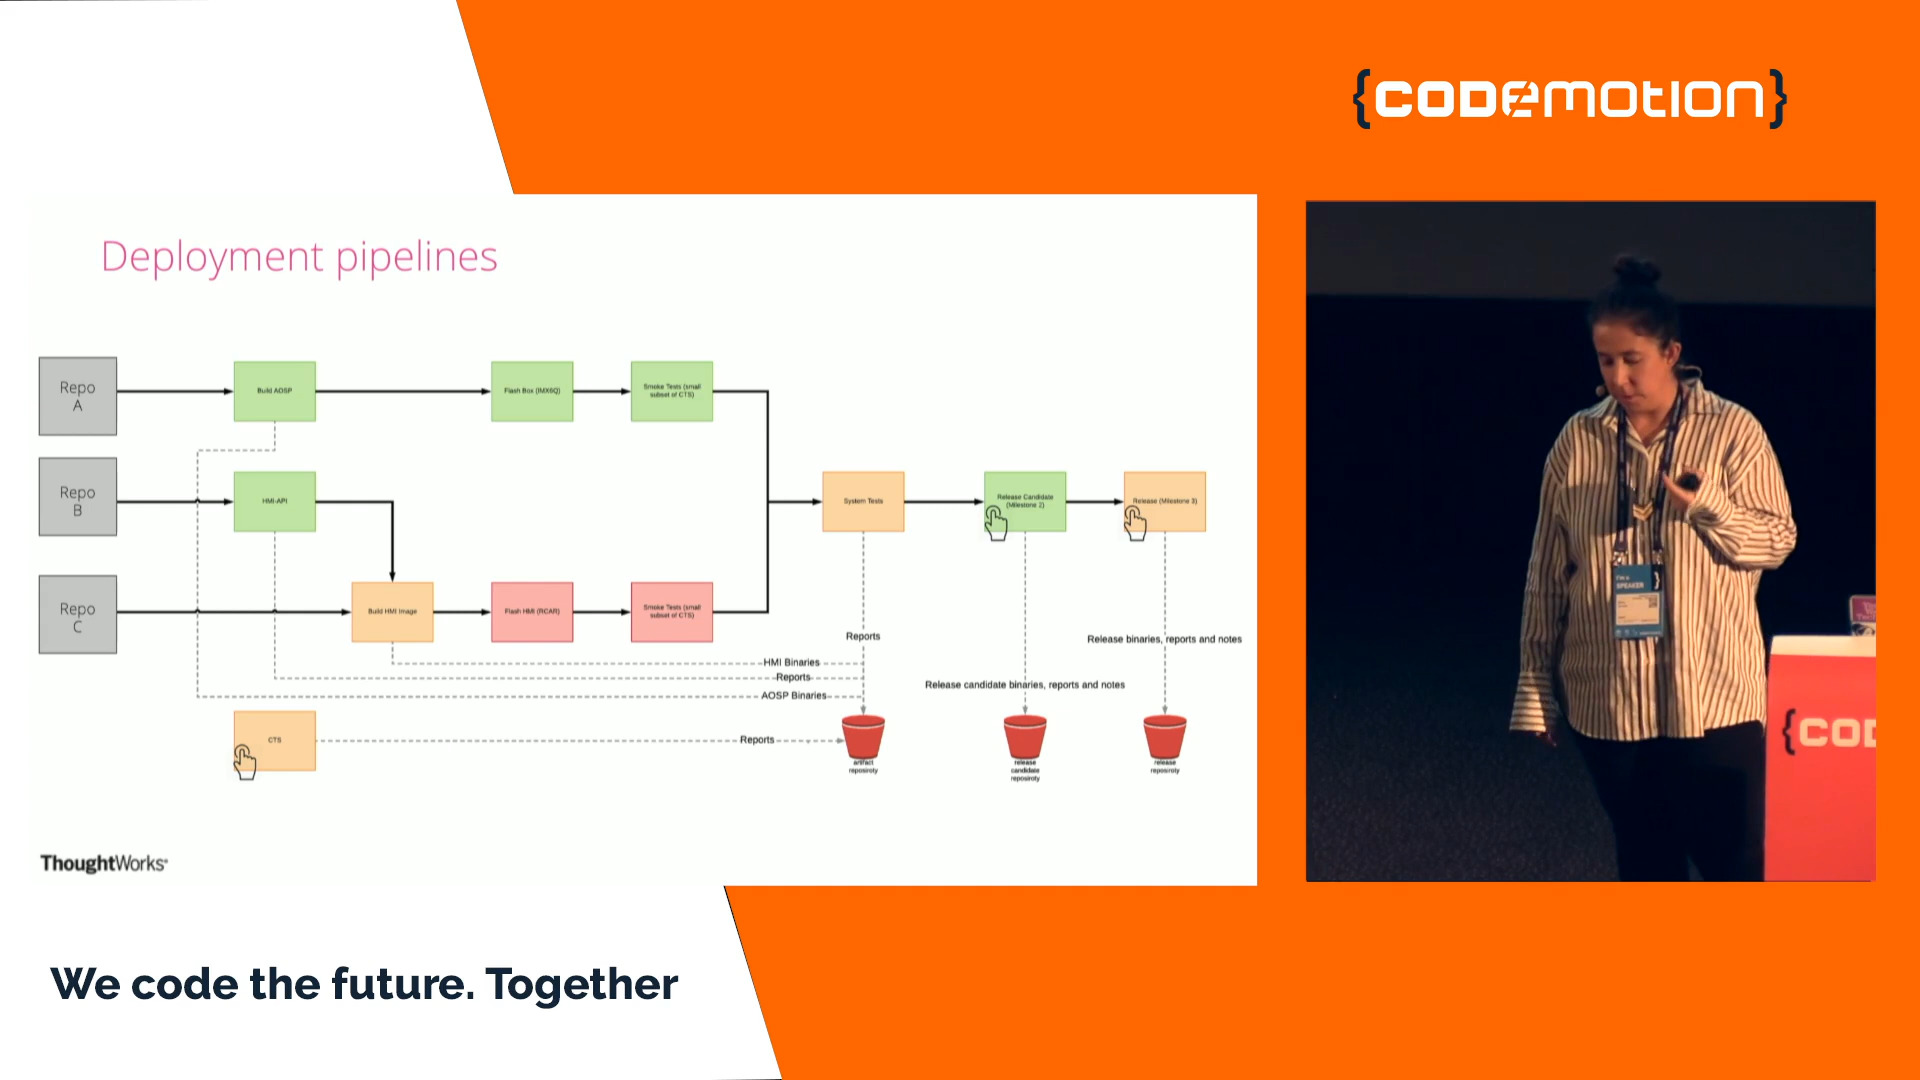 {CODEMOTION}
Deployment pipelines
Repo
A
Build AOSP
Flash Box (IMX6Q)
Smoke Tests (small
subset of CTS)
Repo
B
HMI-API
System Tests
Release Candidate
(Milestone 2)
Release (Milestone 3)
Repo
C
Build HMI Image
Flash HMI (RCAR)
Smoke Tests (small
subset of CTS)
Reports
Release binaries, reports and notes
HMI Binaries
Reports
Release candidate binaries, reports and notes
AOSP Binaries
CTS
Reports
artifact
repository
release
candidate
repository
release
repository
ThoughtWorks
I'm a
SPEAKER
{COD
We code the future. Together